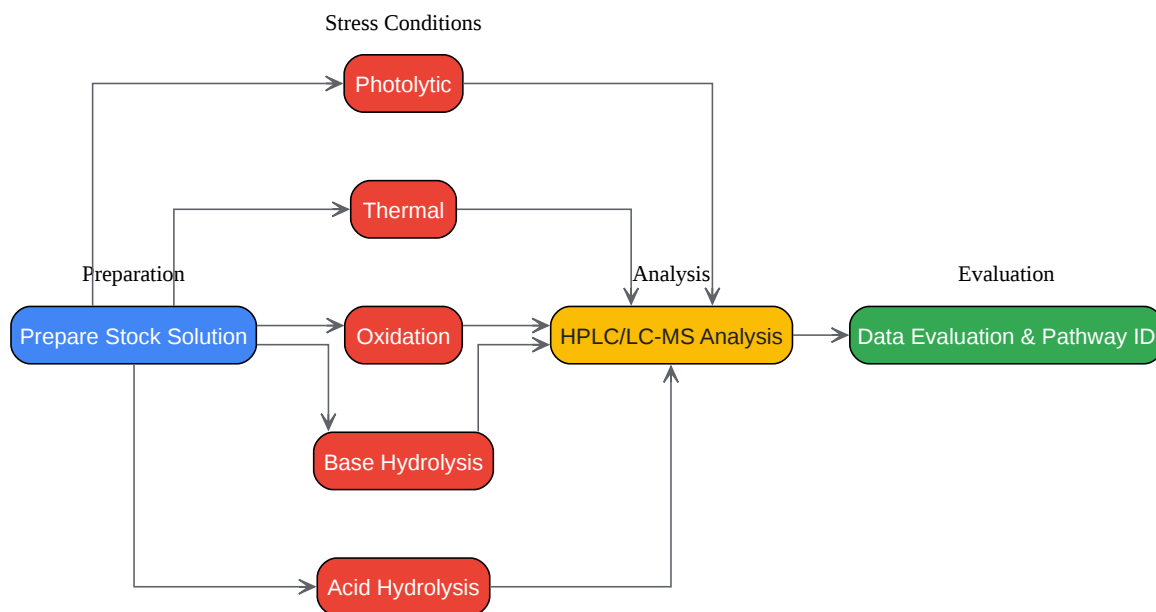 Stress Conditions
Photolytic
Thermal
Preparation
Analysis
Evaluation
Prepare Stock Solution
Oxidation
HPLC/LC-MS Analysis
Data Evaluation & Pathway ID
Base Hydrolysis
Acid Hydrolysis